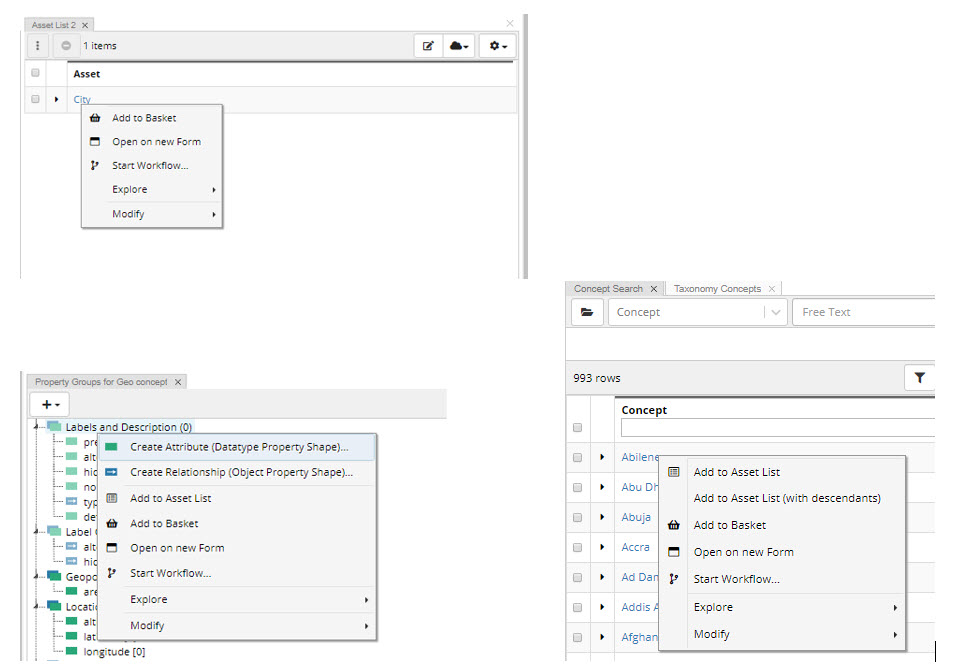 Asset List 2
1 items
Asset
City
Add to Basket
Open on new Form
Start Workflow...
Explore
Modify
Concept Search
Taxonomy Concepts
Concept
Free Text
993 rows
Concept
Abilene
Abu Dh
Abuja
Accra
Ad Dam
Addis A
Afghan
Add to Asset List
Add to Asset List (with descendants)
Add to Basket
Open on new Form
Start Workflow...
Explore
Modify
Property Groups for Geo concept
Labels and Description (0)
pre
alt
hid
no
typ
de
Label
alt
hid
Geopo
are
Locatio
alt
lat
longitude [0]
Create Attribute (Datatype Property Shape)...
Create Relationship (Object Property Shape)...
Add to Asset List
Add to Basket
Open on new Form
Start Workflow...
Explore
Modify